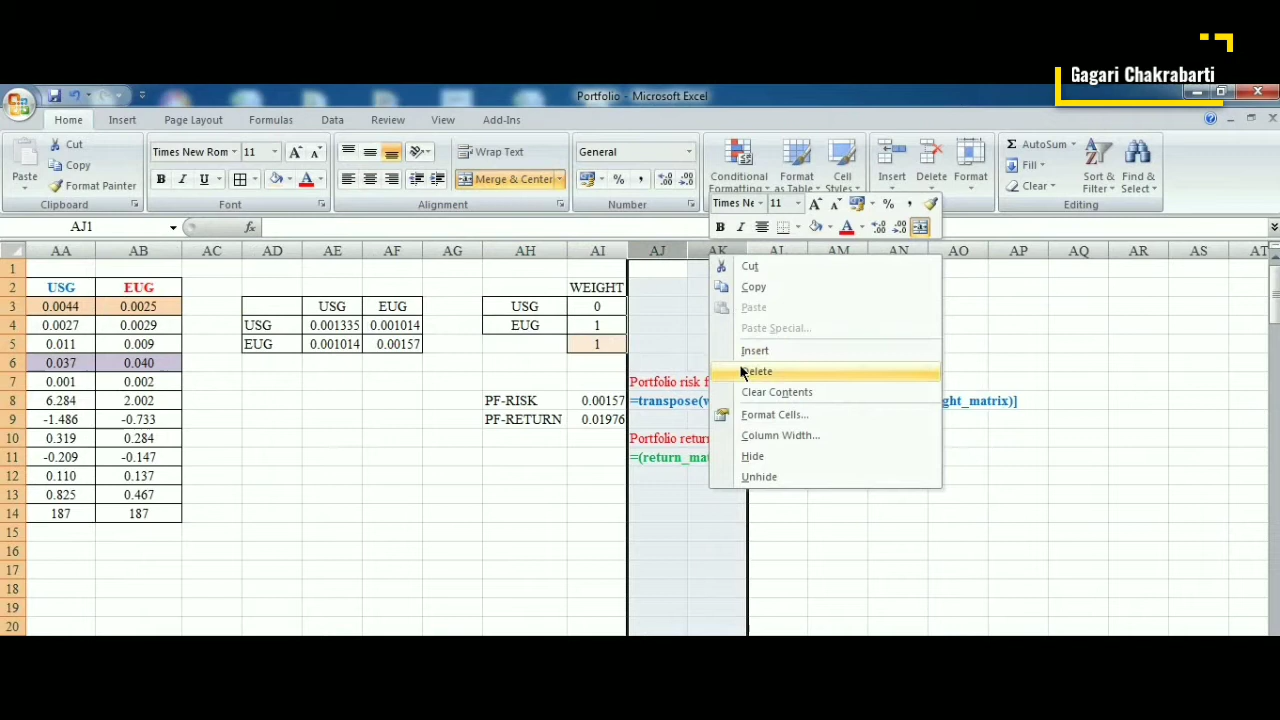 Gagari Chakrabarti
Portfolio - Microsoft Excel
Home Insert Page Layout Formulas Data Review View Add-Ins
Paste
Cut
Copy
Format Painter
Clipboard
Times New Rom 11
B I U
Font
Wrap Text
Merge & Center
Alignment
General
Number
Conditional Formatting
Format as Table
Cell Styles
Insert Delete Format
AutoSum
Fill
Clear
Sort & Filter
Find & Select
Editing
Times Ne 11
B I
AJ1
AA AB AC AD AE AF AG AH AI AJ AK AL AM AN AO AP AQ AR AS AT
1
2 USG EUG WEIGHT
3 0.0044 0.0025 USG EUG USG 0
4 0.0027 0.0029 USG 0.001335 0.001014 EUG 1
5 0.011 0.009 EUG 0.001014 0.00157 1
6 0.037 0.040
7 0.001 0.002 Portfolio risk f
8 6.284 2.002 PF-RISK 0.00157 =transpose( ght_matrix)]
9 -1.486 -0.733 PF-RETURN 0.01976
10 0.319 0.284 Portfolio retur
11 -0.209 -0.147 =(return_ma
12 0.110 0.137
13 0.825 0.467
14 187 187
15
16
17
18
19
20
Cut
Copy
Paste
Paste Special...
Insert
Delete
Clear Contents
Format Cells...
Column Width...
Hide
Unhide